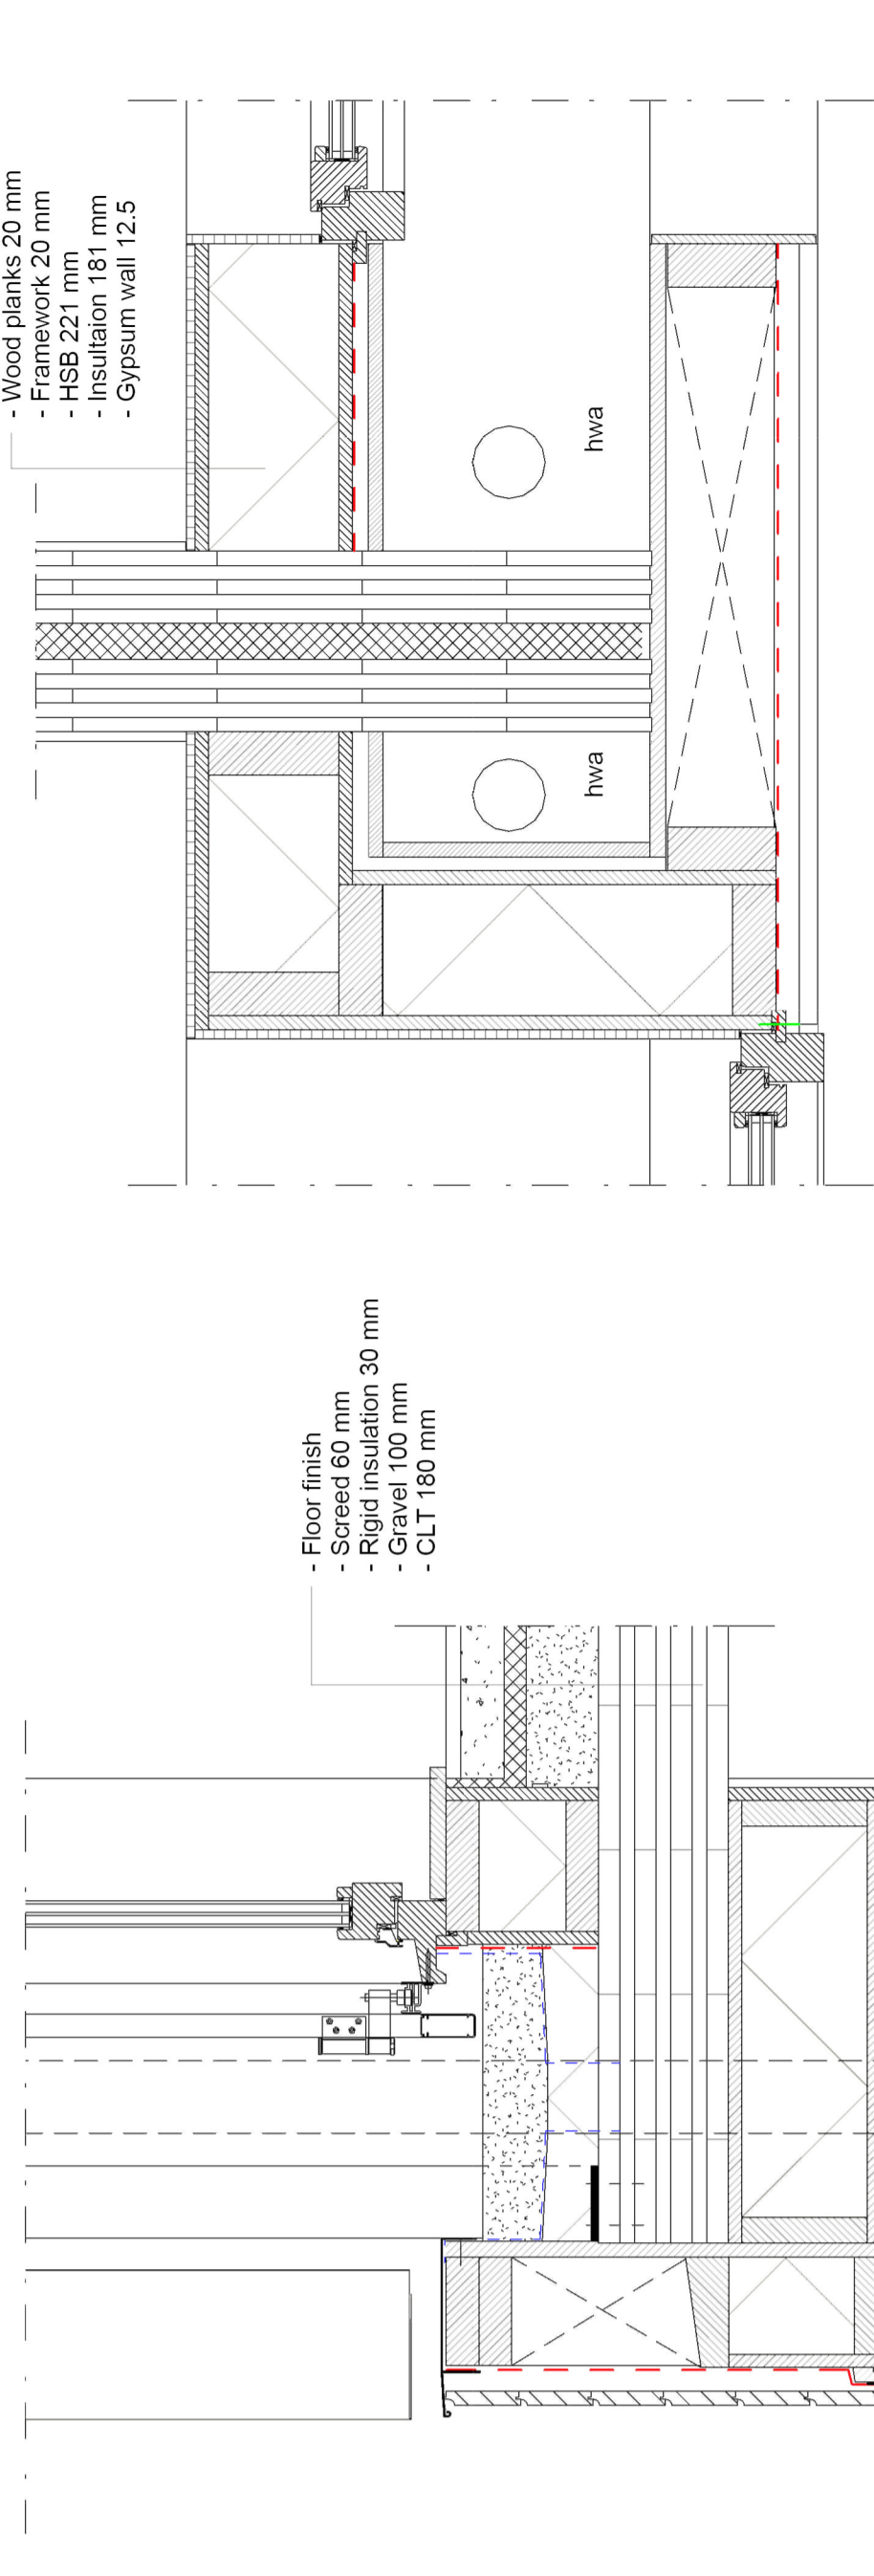 - Wood planks 20 mm
- Framework 20 mm
- HSB 221 mm
- Insultaion 181 mm
- Gypsum wall 12.5
hwa
hwa
- Floor finish
- Screed 60 mm
- Rigid insulation 30 mm
- Gravel 100 mm
- CLT 180 mm